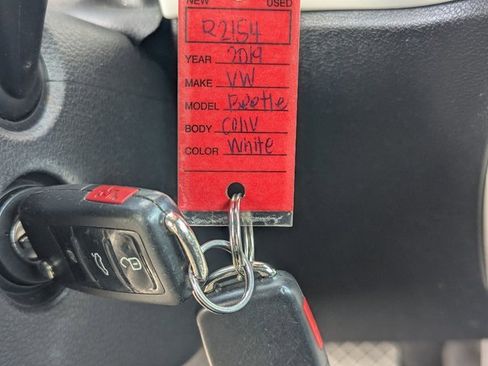 NEW USED
R2154
YEAR 2019
MAKE VW
MODEL Beetle
BODY CONV
COLOR White